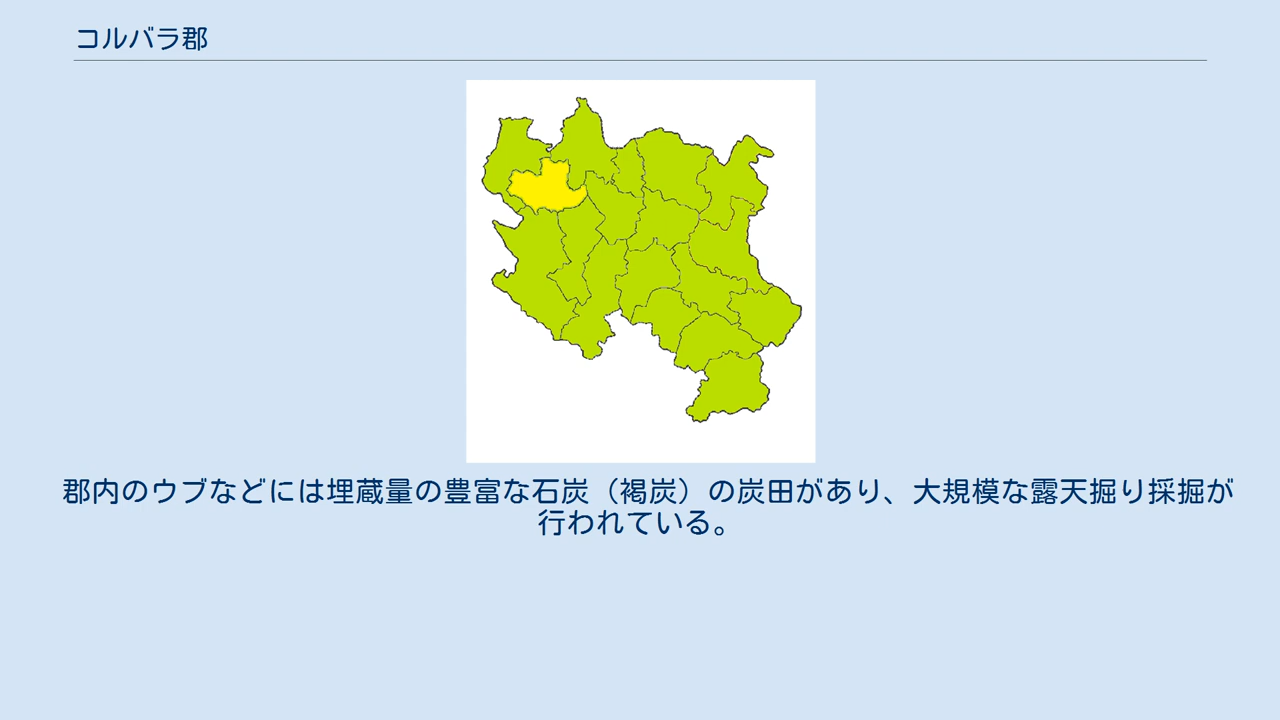 コルバラ郡
郡内のウブなどには埋蔵量の豊富な石炭（褐炭）の炭田があり、大規模な露天掘り採掘が
行われている。